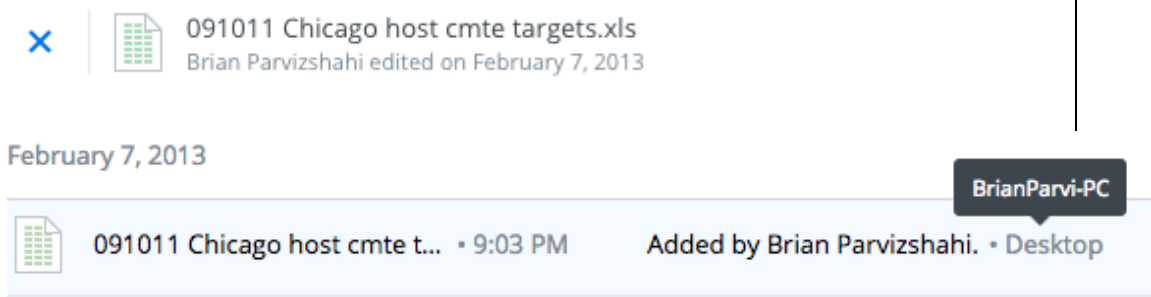 091011 Chicago host cmte targets.xls
Brian Parvizshahi edited on February 7, 2013
February 7, 2013
BrianParvi-PC
091011 Chicago host cmte t... • 9:03 PM Added by Brian Parvizshahi. • Desktop